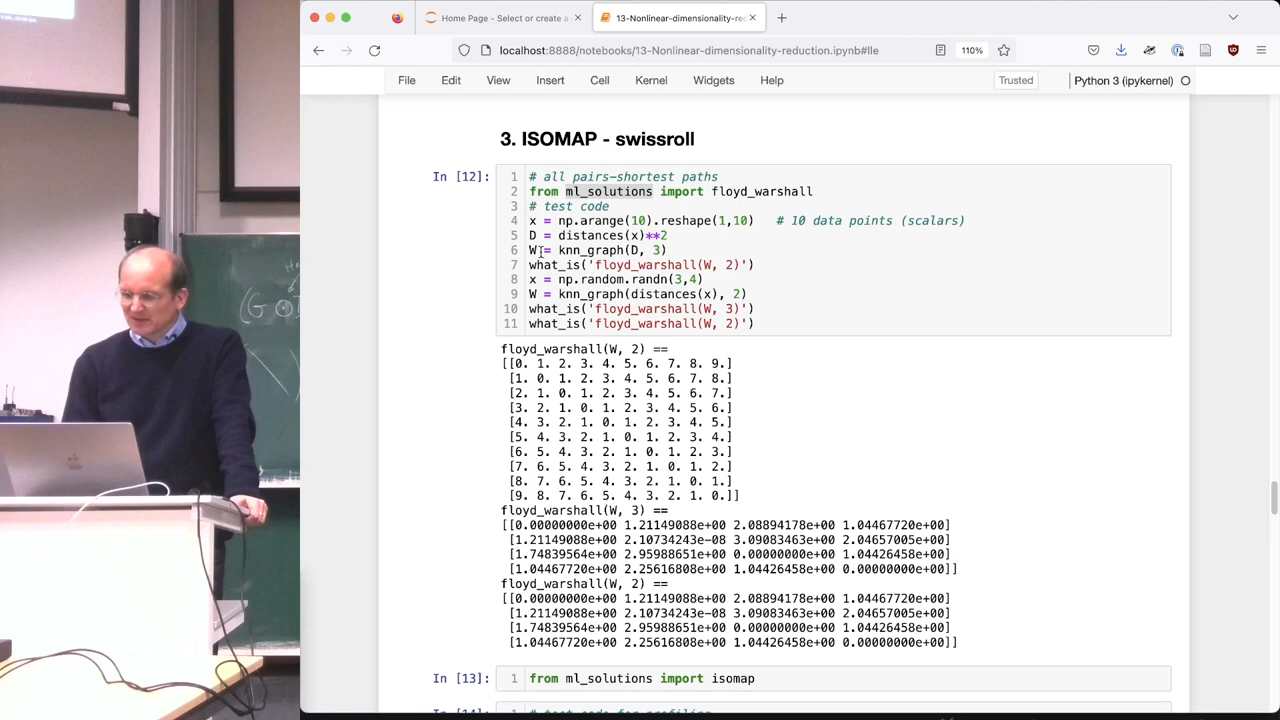 Home Page - Select or create a
13-Nonlinear-dimensionality-red
localhost:8888/notebooks/13-Nonlinear-dimensionality-reduction.ipynb#lle
110%
File Edit View Insert Cell Kernel Widgets Help
Trusted
Python 3 (ipykernel)
3. ISOMAP - swissroll
In [12]:
1 # all pairs-shortest paths
2 from ml_solutions import floyd_warshall
3 # test code
4 x = np.arange(10).reshape(1,10)   # 10 data points (scalars)
5 D = distances(x)**2
6 W = knn_graph(D, 3)
7 what_is('floyd_warshall(W, 2)')
8 x = np.random.randn(3,4)
9 W = knn_graph(distances(x), 2)
10 what_is('floyd_warshall(W, 3)')
11 what_is('floyd_warshall(W, 2)')
floyd_warshall(W, 2) ==
[[0. 1. 2. 3. 4. 5. 6. 7. 8. 9.]
[1. 0. 1. 2. 3. 4. 5. 6. 7. 8.]
[2. 1. 0. 1. 2. 3. 4. 5. 6. 7.]
[3. 2. 1. 0. 1. 2. 3. 4. 5. 6.]
[4. 3. 2. 1. 0. 1. 2. 3. 4. 5.]
[5. 4. 3. 2. 1. 0. 1. 2. 3. 4.]
[6. 5. 4. 3. 2. 1. 0. 1. 2. 3.]
[7. 6. 5. 4. 3. 2. 1. 0. 1. 2.]
[8. 7. 6. 5. 4. 3. 2. 1. 0. 1.]
[9. 8. 7. 6. 5. 4. 3. 2. 1. 0.]]
floyd_warshall(W, 3) ==
[[0.00000000e+00 1.21149088e+00 2.08894178e+00 1.04467720e+00]
[1.21149088e+00 2.10734243e-08 3.09083463e+00 2.04657005e+00]
[1.74839564e+00 2.95988651e+00 0.00000000e+00 1.04426458e+00]
[1.04467720e+00 2.25616808e+00 1.04426458e+00 0.00000000e+00]]
floyd_warshall(W, 2) ==
[[0.00000000e+00 1.21149088e+00 2.08894178e+00 1.04467720e+00]
[1.21149088e+00 2.10734243e-08 3.09083463e+00 2.04657005e+00]
[1.74839564e+00 2.95988651e+00 0.00000000e+00 1.04426458e+00]
[1.04467720e+00 2.25616808e+00 1.04426458e+00 0.00000000e+00]]
In [13]:
1 from ml_solutions import isomap